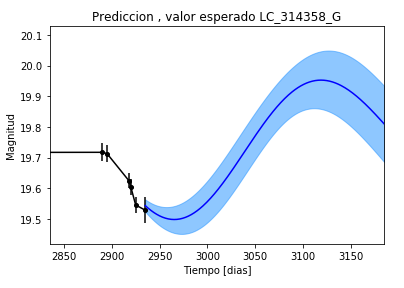 Prediccion , valor esperado LC_314358_G
Magnitud
20.1
20.0
19.9
19.8
19.7
19.6
19.5
2850 2900 2950 3000 3050 3100 3150
Tiempo [dias]